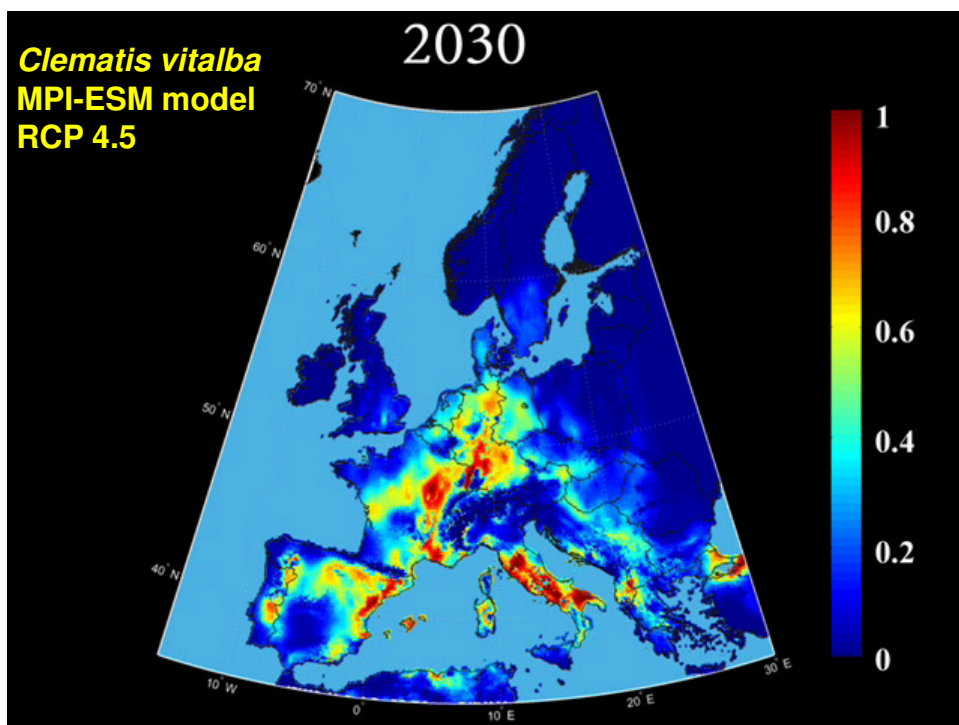 2030
Clematis vitalba
MPI-ESM model
RCP 4.5
70° N
60° N
50° N
40° N
10° W
0°
10° E
20° E
30° E
1
0.8
0.6
0.4
0.2
0